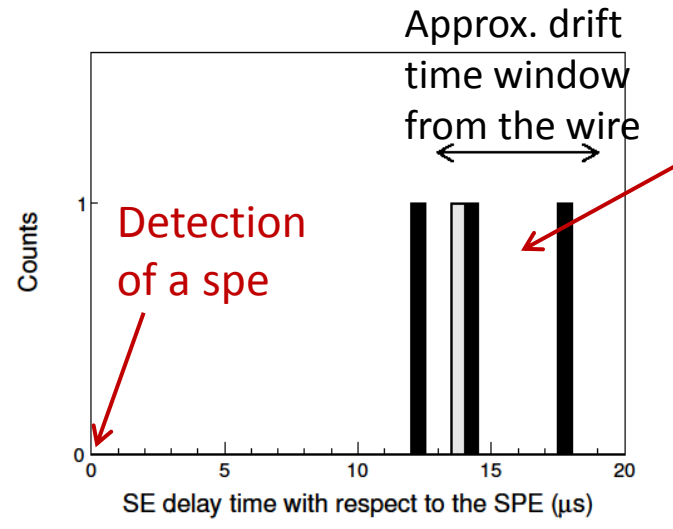 Approx. drift
time window
from the wire
Counts
1
0
Detection
of a spe
0 5 10 15 20
SE delay time with respect to the SPE (μs)